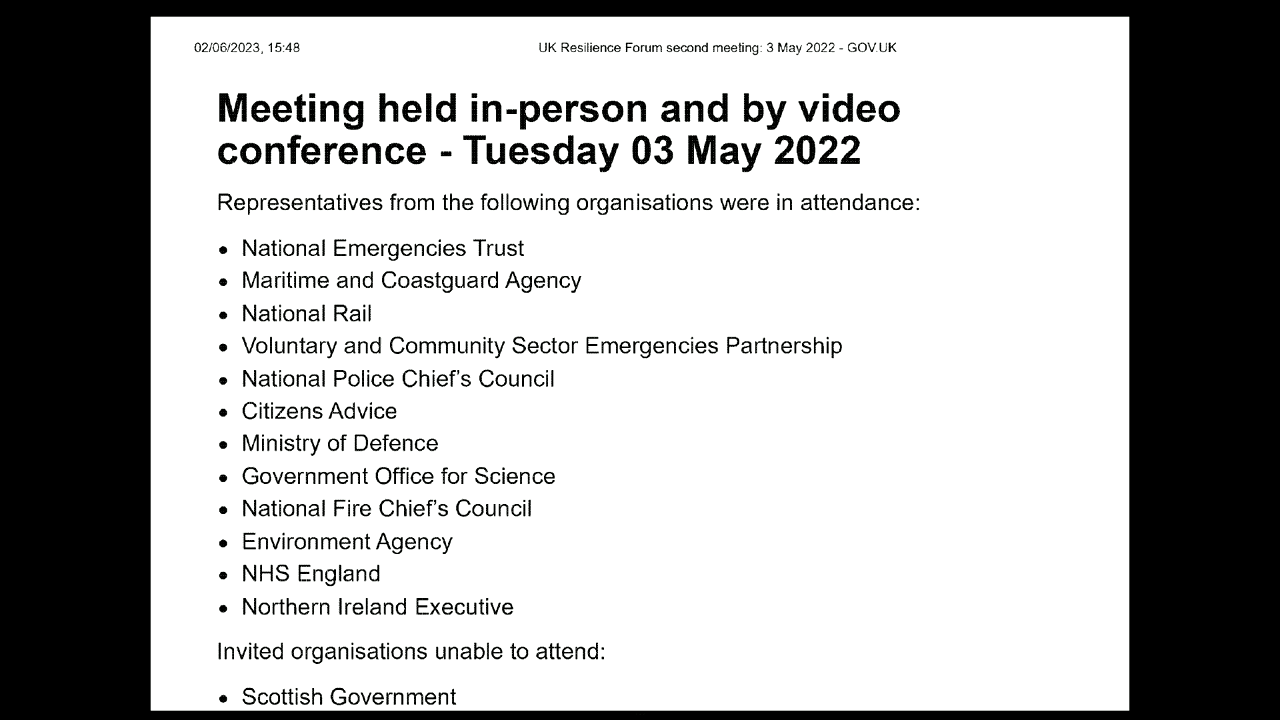 02/06/2023, 15:48 UK Resilience Forum second meeting: 3 May 2022 - GOV.UK
Meeting held in-person and by video
conference - Tuesday 03 May 2022
Representatives from the following organisations were in attendance:
• National Emergencies Trust
• Maritime and Coastguard Agency
• National Rail
• Voluntary and Community Sector Emergencies Partnership
• National Police Chief’s Council
• Citizens Advice
• Ministry of Defence
• Government Office for Science
• National Fire Chief’s Council
• Environment Agency
• NHS England
• Northern Ireland Executive
Invited organisations unable to attend:
• Scottish Government